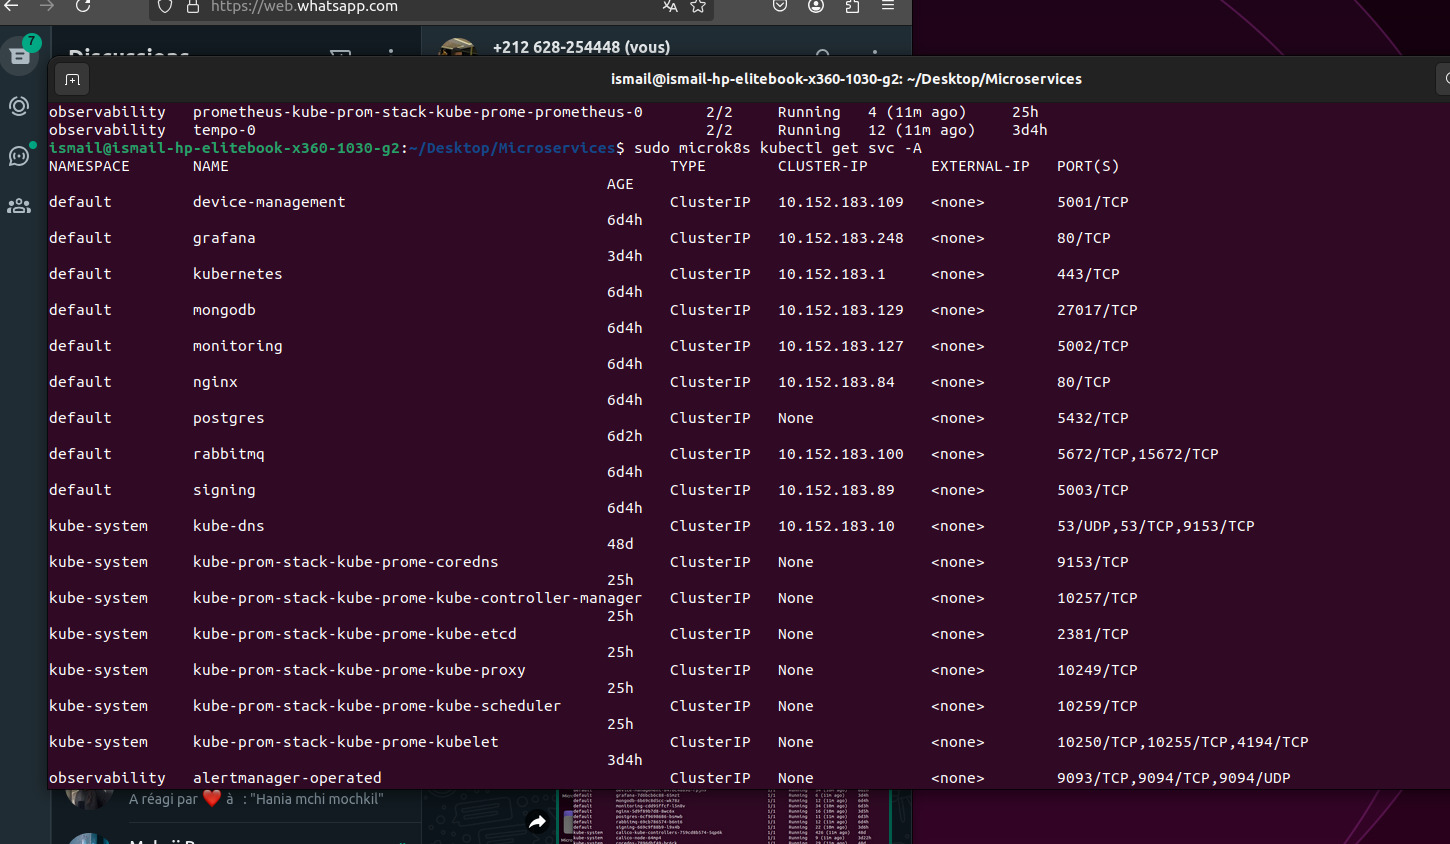 https://web.whatsapp.com
7
Discussions
+212 628-254448 (vous)
ismail@ismail-hp-elitebook-x360-1030-g2: ~/Desktop/Microservices
observability prometheus-kube-prom-stack-kube-prome-prometheus-0 2/2 Running 4 (11m ago) 25h
observability tempo-0 2/2 Running 12 (11m ago) 3d4h
ismail@ismail-hp-elitebook-x360-1030-g2:~/Desktop/Microservices$ sudo microk8s kubectl get svc -A
NAMESPACE NAME TYPE CLUSTER-IP EXTERNAL-IP PORT(S)
AGE
default device-management ClusterIP 10.152.183.109 <none> 5001/TCP
6d4h
default grafana ClusterIP 10.152.183.248 <none> 80/TCP
3d4h
default kubernetes ClusterIP 10.152.183.1 <none> 443/TCP
6d4h
default mongodb ClusterIP 10.152.183.129 <none> 27017/TCP
6d4h
default monitoring ClusterIP 10.152.183.127 <none> 5002/TCP
6d4h
default nginx ClusterIP 10.152.183.84 <none> 80/TCP
6d4h
default postgres ClusterIP None <none> 5432/TCP
6d2h
default rabbitmq ClusterIP 10.152.183.100 <none> 5672/TCP,15672/TCP
6d4h
default signing ClusterIP 10.152.183.89 <none> 5003/TCP
6d4h
kube-system kube-dns ClusterIP 10.152.183.10 <none> 53/UDP,53/TCP,9153/TCP
48d
kube-system kube-prom-stack-kube-prome-coredns ClusterIP None <none> 9153/TCP
25h
kube-system kube-prom-stack-kube-prome-kube-controller-manager ClusterIP None <none> 10257/TCP
25h
kube-system kube-prom-stack-kube-prome-kube-etcd ClusterIP None <none> 2381/TCP
25h
kube-system kube-prom-stack-kube-prome-kube-proxy ClusterIP None <none> 10249/TCP
25h
kube-system kube-prom-stack-kube-prome-kube-scheduler ClusterIP None <none> 10259/TCP
25h
kube-system kube-prom-stack-kube-prome-kubelet ClusterIP None <none> 10250/TCP,10255/TCP,4194/TCP
3d4h
observability alertmanager-operated ClusterIP None <none> 9093/TCP,9094/TCP,9094/UDP
A réagi par ❤️ à : "Hania mchi mochkil"